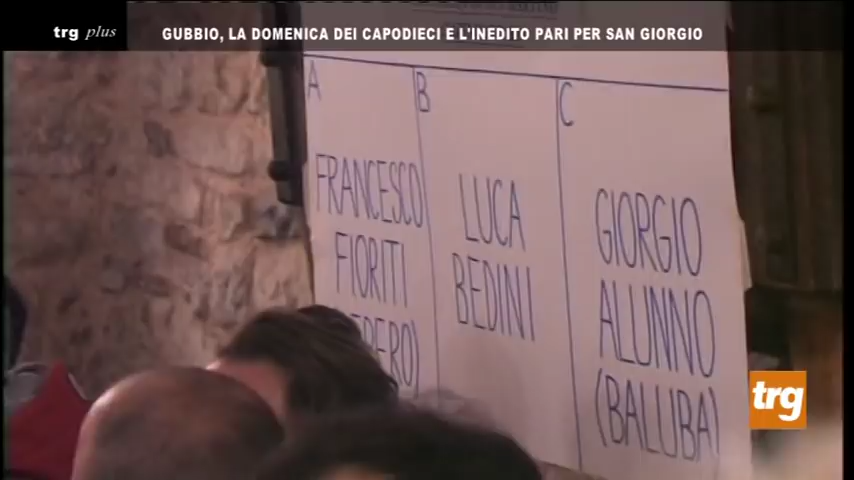 trg plus
GUBBIO, LA DOMENICA DEI CAPODIECI E L'INEDITO PARI PER SAN GIORGIO
A
FRANCESCO
FIORITI
B
LUCA
BEDINI
C
GIORGIO
ALUNNO
(BALUBA)
trg